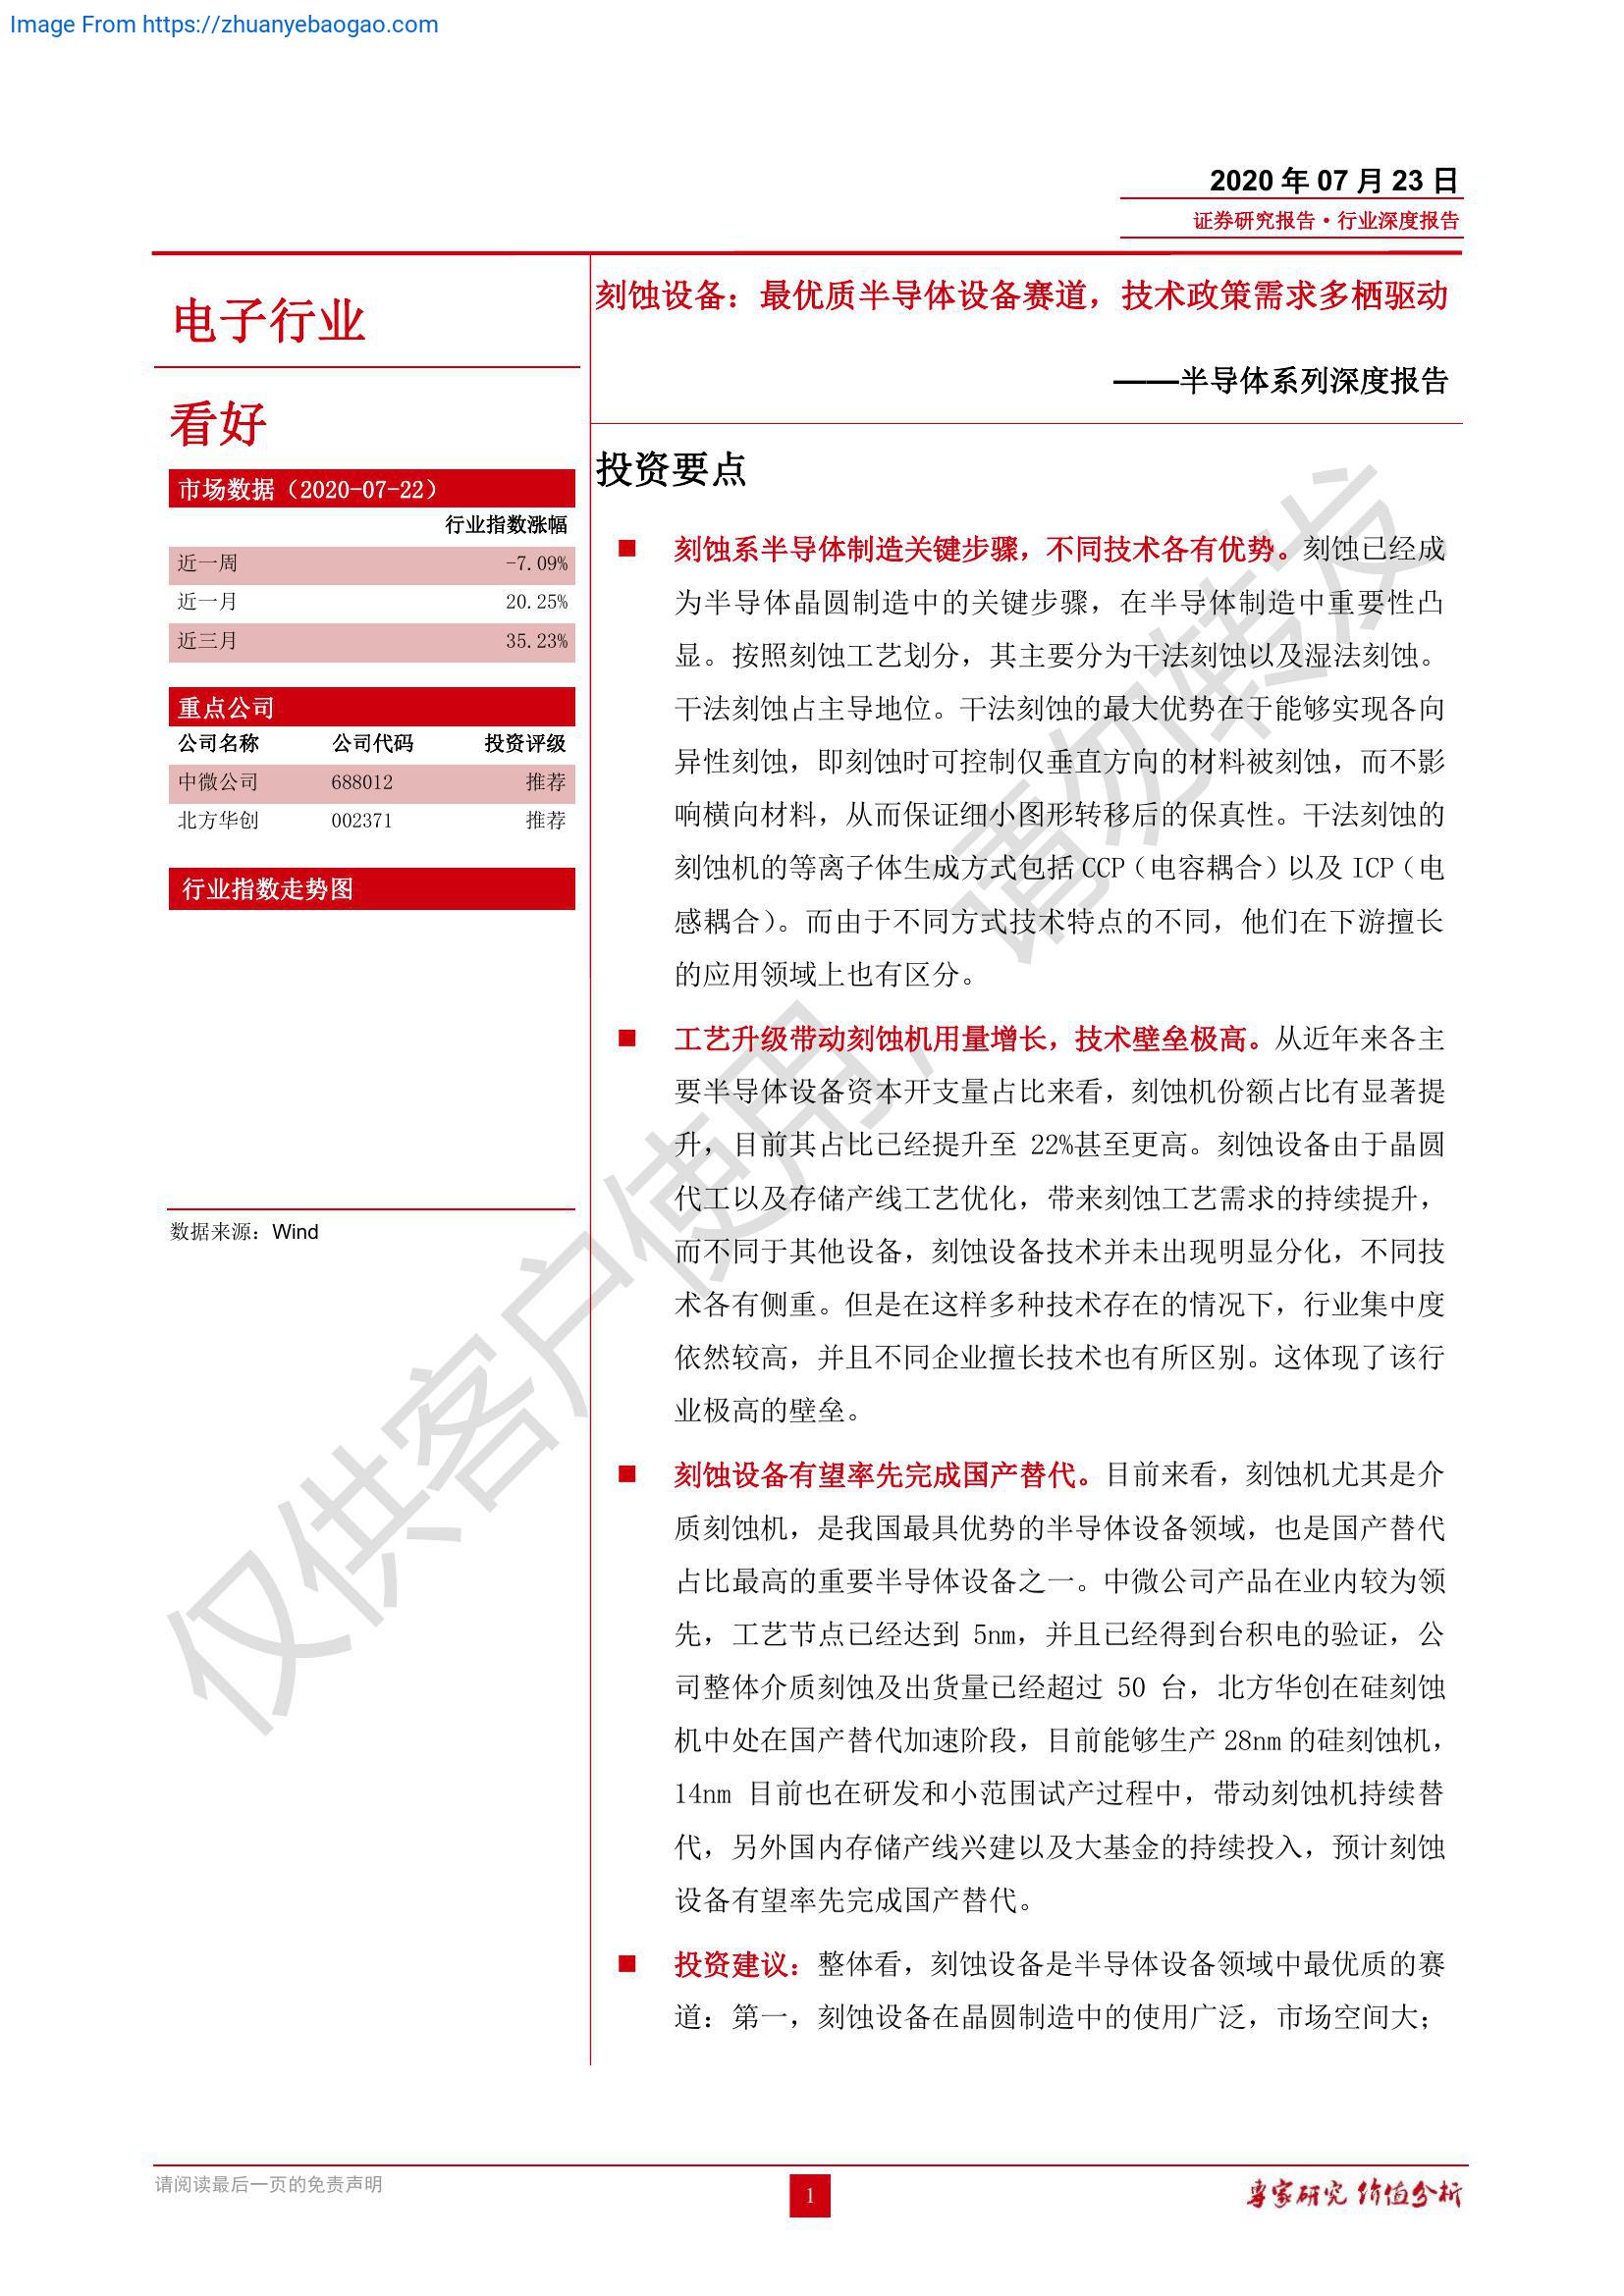 Image From https://zhuanyebaogao.com
2020 年 07 月 23 日
证券研究报告·行业深度报告
电子行业
看好
市场数据（2020-07-22）
行业指数涨幅
近一周 -7.09%
近一月 20.25%
近三月 35.23%
重点公司
公司名称 公司代码 投资评级
中微公司 688012 推荐
北方华创 002371 推荐
行业指数走势图
数据来源：Wind
刻蚀设备：最优质半导体设备赛道，技术政策需求多栖驱动
——半导体系列深度报告
投资要点
■ 刻蚀系半导体制造关键步骤，不同技术各有优势。刻蚀已经成
为半导体晶圆制造中的关键步骤，在半导体制造中重要性凸
显。按照刻蚀工艺划分，其主要分为干法刻蚀以及湿法刻蚀。
干法刻蚀占主导地位。干法刻蚀的最大优势在于能够实现各向
异性刻蚀，即刻蚀时可控制仅垂直方向的材料被刻蚀，而不影
响横向材料，从而保证细小图形转移后的保真性。干法刻蚀的
刻蚀机的等离子体生成方式包括 CCP（电容耦合）以及 ICP（电
感耦合）。而由于不同方式技术特点的不同，他们在下游擅长
的应用领域上也有区分。
■ 工艺升级带动刻蚀机用量增长，技术壁垒极高。从近年来各主
要半导体设备资本开支量占比来看，刻蚀机份额占比有显著提
升，目前其占比已经提升至 22%甚至更高。刻蚀设备由于晶圆
代工以及存储产线工艺优化，带来刻蚀工艺需求的持续提升，
而不同于其他设备，刻蚀设备技术并未出现明显分化，不同技
术各有侧重。但是在这样多种技术存在的情况下，行业集中度
依然较高，并且不同企业擅长技术也有所区别。这体现了该行
业极高的壁垒。
■ 刻蚀设备有望率先完成国产替代。目前来看，刻蚀机尤其是介
质刻蚀机，是我国最具优势的半导体设备领域，也是国产替代
占比最高的重要半导体设备之一。中微公司产品在业内较为领
先，工艺节点已经达到 5nm，并且已经得到台积电的验证，公
司整体介质刻蚀及出货量已经超过 50 台，北方华创在硅刻蚀
机中处在国产替代加速阶段，目前能够生产 28nm 的硅刻蚀机，
14nm 目前也在研发和小范围试产过程中，带动刻蚀机持续替
代，另外国内存储产线兴建以及大基金的持续投入，预计刻蚀
设备有望率先完成国产替代。
■ 投资建议：整体看，刻蚀设备是半导体设备领域中最优质的赛
道：第一，刻蚀设备在晶圆制造中的使用广泛，市场空间大；
仅供客户使用，请勿转发
请阅读最后一页的免责声明
1
专家研究 价值分析